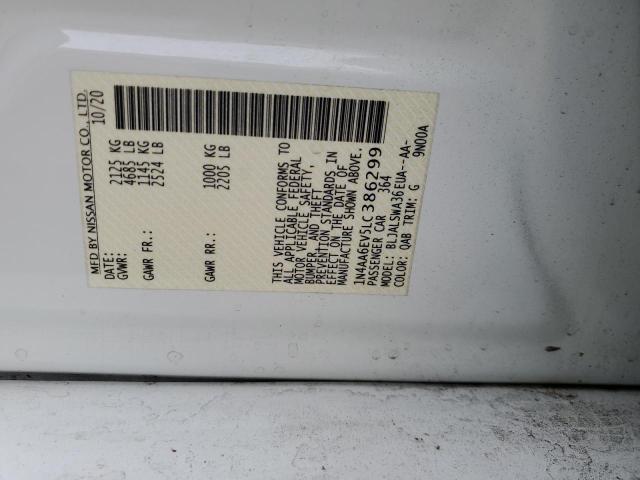 MFD BY NISSAN MOTOR CO., LTD.
DATE: 10/20
GVWR: 2125 KG
4685 LB
GAWR FR.: 1145 KG
2524 LB
GAWR RR.: 1000 KG
2205 LB
THIS VEHICLE CONFORMS TO
ALL APPLICABLE FEDERAL
MOTOR VEHICLE SAFETY,
BUMPER, AND THEFT
PREVENTION STANDARDS IN
EFFECT ON THE DATE OF
MANUFACTURE SHOWN ABOVE.
1N4AA6EV5LC386299
PASSENGER CAR 364
MODEL: BLJALSWA36EUA--AA-
COLOR: QAB TRIM: G 9N00A